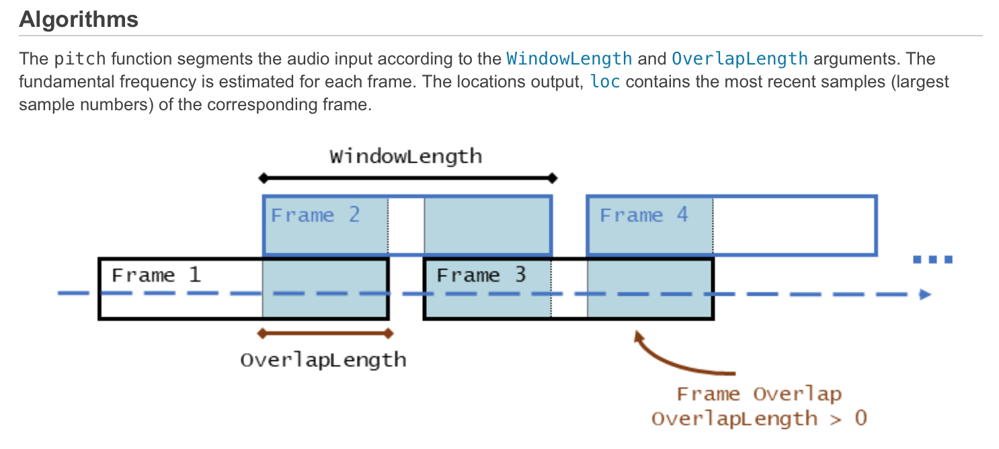 Algorithms
The pitch function segments the audio input according to the WindowLength and OverlapLength arguments. The
fundamental frequency is estimated for each frame. The locations output, loc contains the most recent samples (largest
sample numbers) of the corresponding frame.
WindowLength
Frame 2
Frame 4
Frame 1
Frame 3
OverlapLength
Frame Overlap
OverlapLength > 0